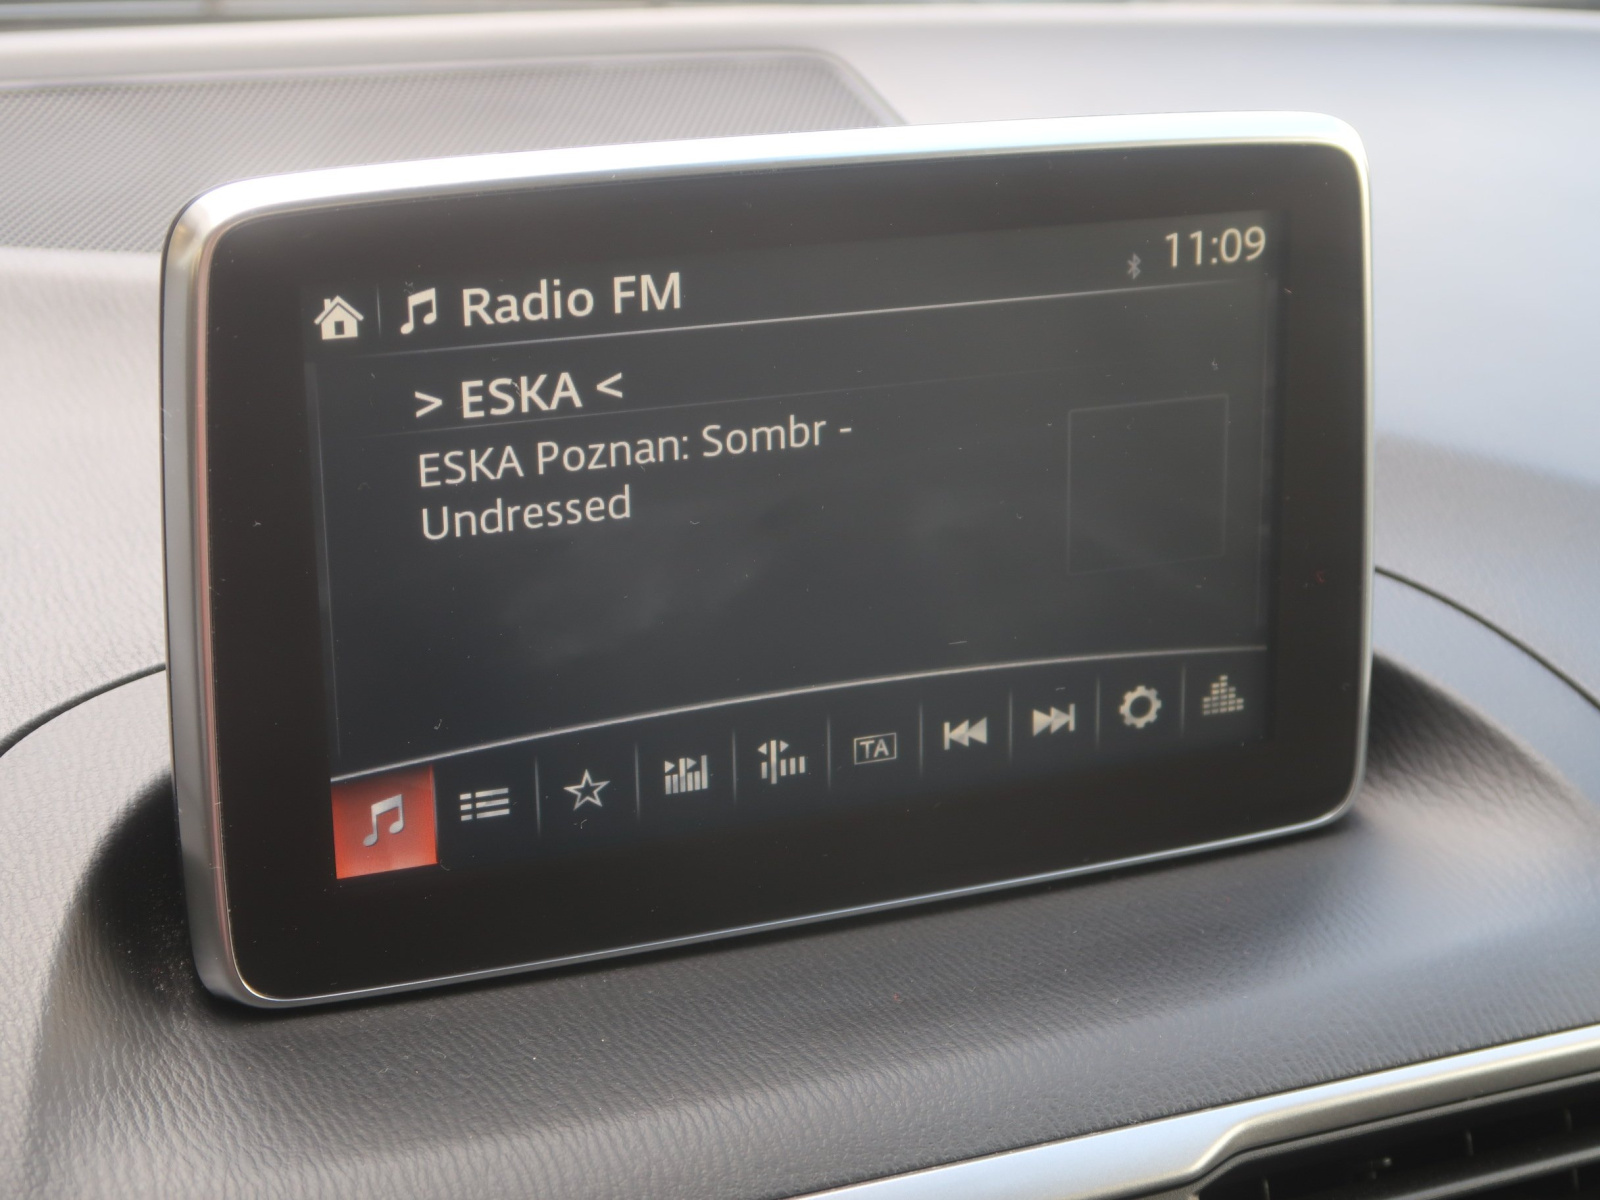 Radio FM
11:09
> ESKA <
ESKA Poznan: Sombr -
Undressed
TA